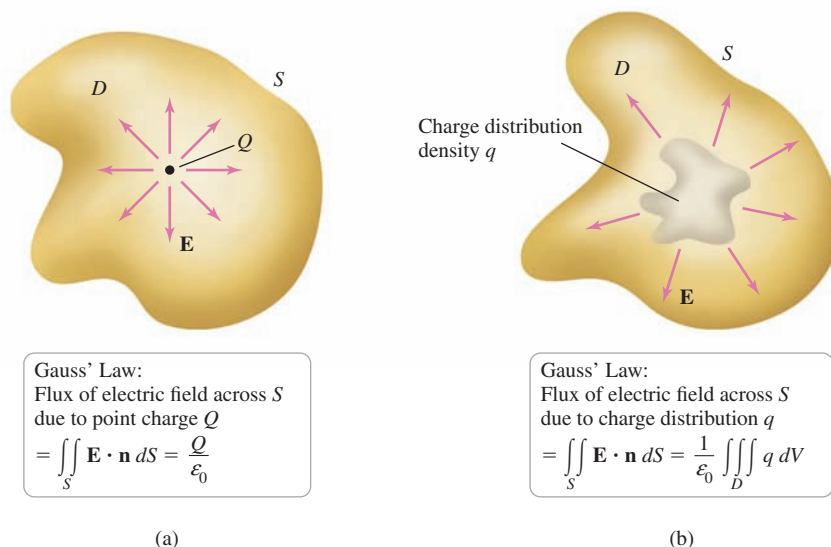 D
S
Q
E
Gauss’ Law:
Flux of electric field across S
due to point charge Q
= ∬_S E · n dS = Q/ε₀
(a)
D
S
Charge distribution
density q
E
Gauss’ Law:
Flux of electric field across S
due to charge distribution q
= ∬_S E · n dS = 1/ε₀ ∭_D q dV
(b)